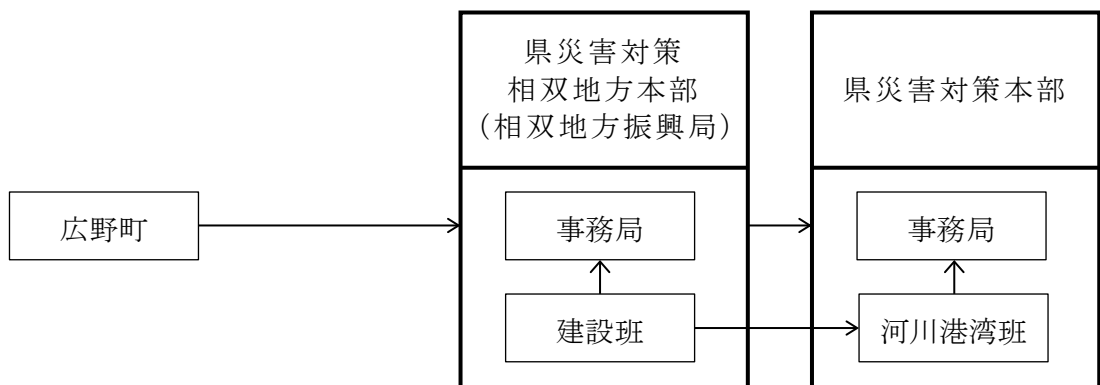 県災害対策
相双地方本部
（相双地方振興局）
県災害対策本部
広野町
事務局
事務局
建設班
河川港湾班